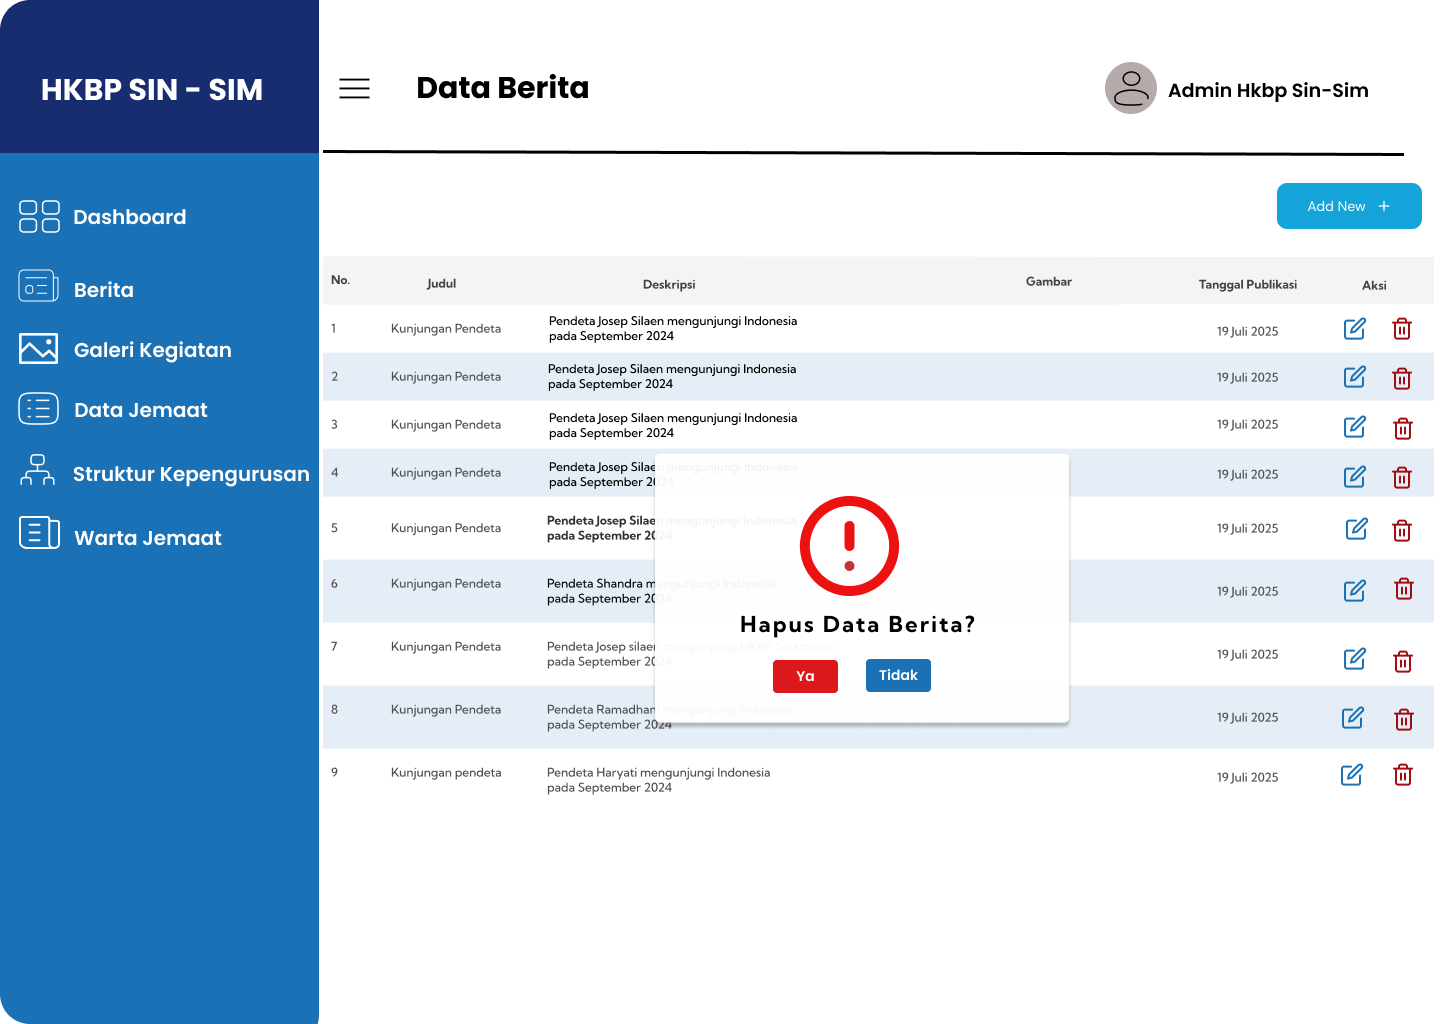 HKBP SIN - SIM
Data Berita
Admin Hkbp Sin-Sim
Dashboard
Berita
Galeri Kegiatan
Data Jemaat
Struktur Kepengurusan
Warta Jemaat
Add New +
No. Judul Deskripsi Gambar Tanggal Publikasi Aksi
1 Kunjungan Pendeta Pendeta Josep Silaen mengunjungi Indonesia
pada September 2024 19 Juli 2025
2 Kunjungan Pendeta Pendeta Josep Silaen mengunjungi Indonesia
pada September 2024 19 Juli 2025
3 Kunjungan Pendeta Pendeta Josep Silaen mengunjungi Indonesia
pada September 2024 19 Juli 2025
4 Kunjungan Pendeta Pendeta Josep Silaen mengunjungi Indonesia
pada September 2024 19 Juli 2025
5 Kunjungan Pendeta Pendeta Josep Silaen mengunjungi Indonesia
pada September 2024 19 Juli 2025
6 Kunjungan Pendeta Pendeta Shandra mengunjungi Indonesia
pada September 2024 19 Juli 2025
7 Kunjungan Pendeta Pendeta Josep silaen mengunjungi HKBP
pada September 2024 19 Juli 2025
8 Kunjungan Pendeta Pendeta Ramadhan mengunjungi Indonesia
pada September 2024 19 Juli 2025
9 Kunjungan pendeta Pendeta Haryati mengunjungi Indonesia
pada September 2024 19 Juli 2025
Hapus Data Berita?
Ya Tidak